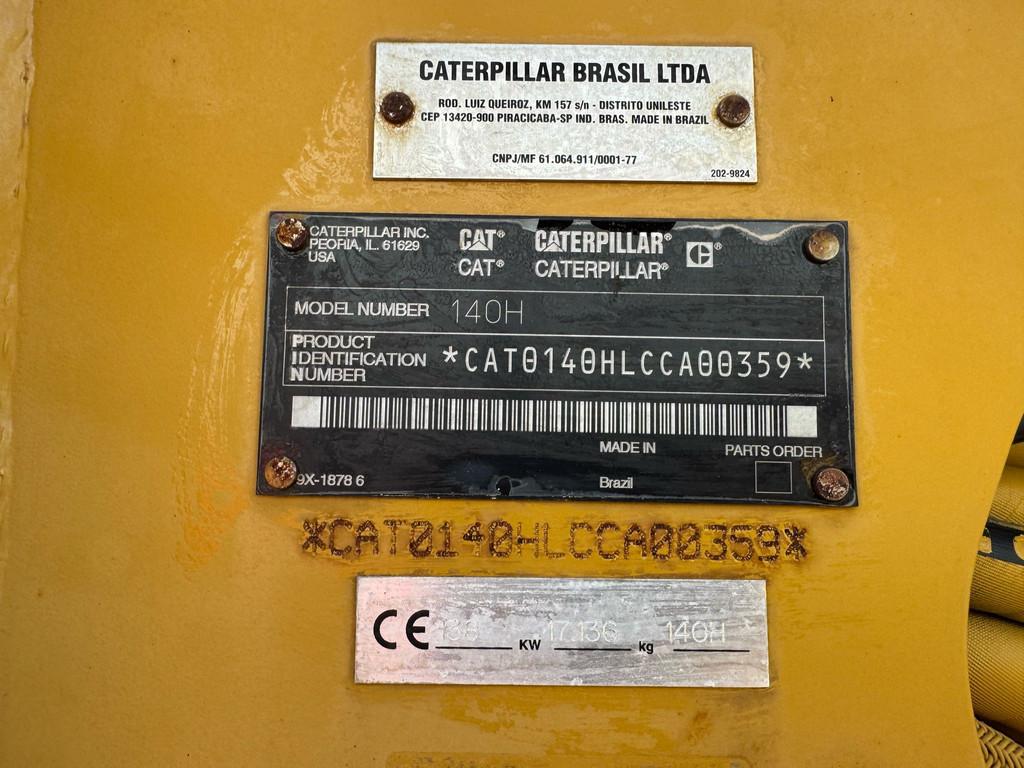 CATERPILLAR BRASIL LTDA
ROD. LUIZ QUEIROZ, KM 157 s/n - DISTRITO UNILESTE
CEP 13420-900 PIRACICABA-SP IND. BRAS. MADE IN BRAZIL
CNPJ/MF 61.064.911/0001-77
202-9824
CATERPILLAR INC.
PEORIA, IL. 61629
USA
CAT® CATERPILLAR® C®
CAT® CATERPILLAR®
MODEL NUMBER 140H
PRODUCT
IDENTIFICATION
NUMBER
*CAT0140HLCCA00359*
MADE IN PARTS ORDER
9X-1878 6 Brazil
*CAT0140HLCCA00359*
CE 138 KW 17.136 kg 140H